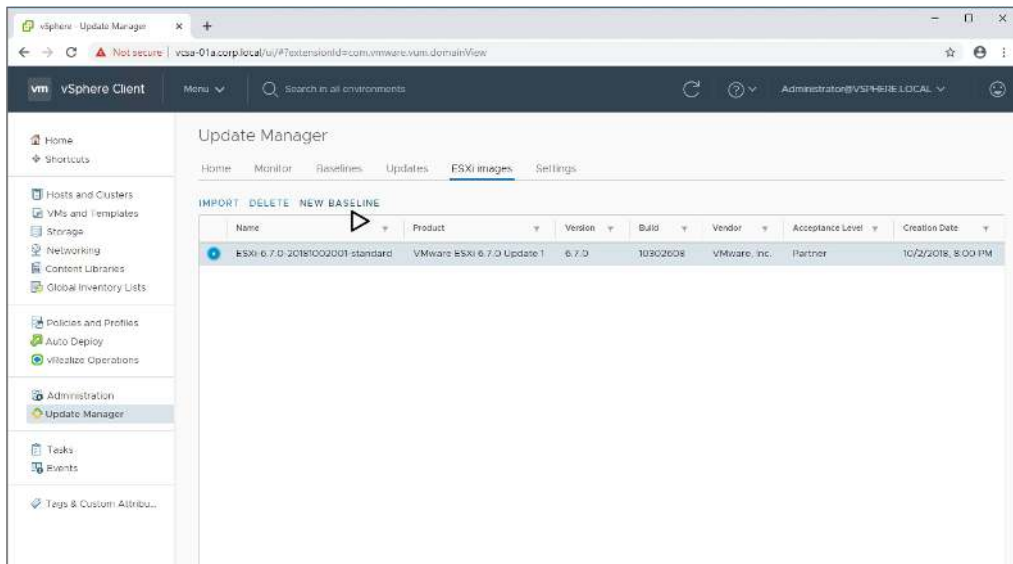 vSphere - Update Manager
Not secure | vcsa-01a.corp.local/ui/#?extensionId=com.vmware.vum.domainView
vm vSphere Client Menu Search in all environments Administrator@VSPHERE.LOCAL
Home
Shortcuts
Hosts and Clusters
VMs and Templates
Storage
Networking
Content Libraries
Global Inventory Lists
Policies and Profiles
Auto Deploy
vRealize Operations
Administration
Update Manager
Tasks
Events
Tags & Custom Attribu...
Update Manager
Home Monitor Baselines Updates ESXi images Settings
IMPORT DELETE NEW BASELINE
Name Product Version Build Vendor Acceptance Level Creation Date
ESXi-6.7.0-20181002001-standard VMware ESXi 6.7.0 Update 1 6.7.0 10302608 VMware, Inc. Partner 10/2/2018, 8:00 PM